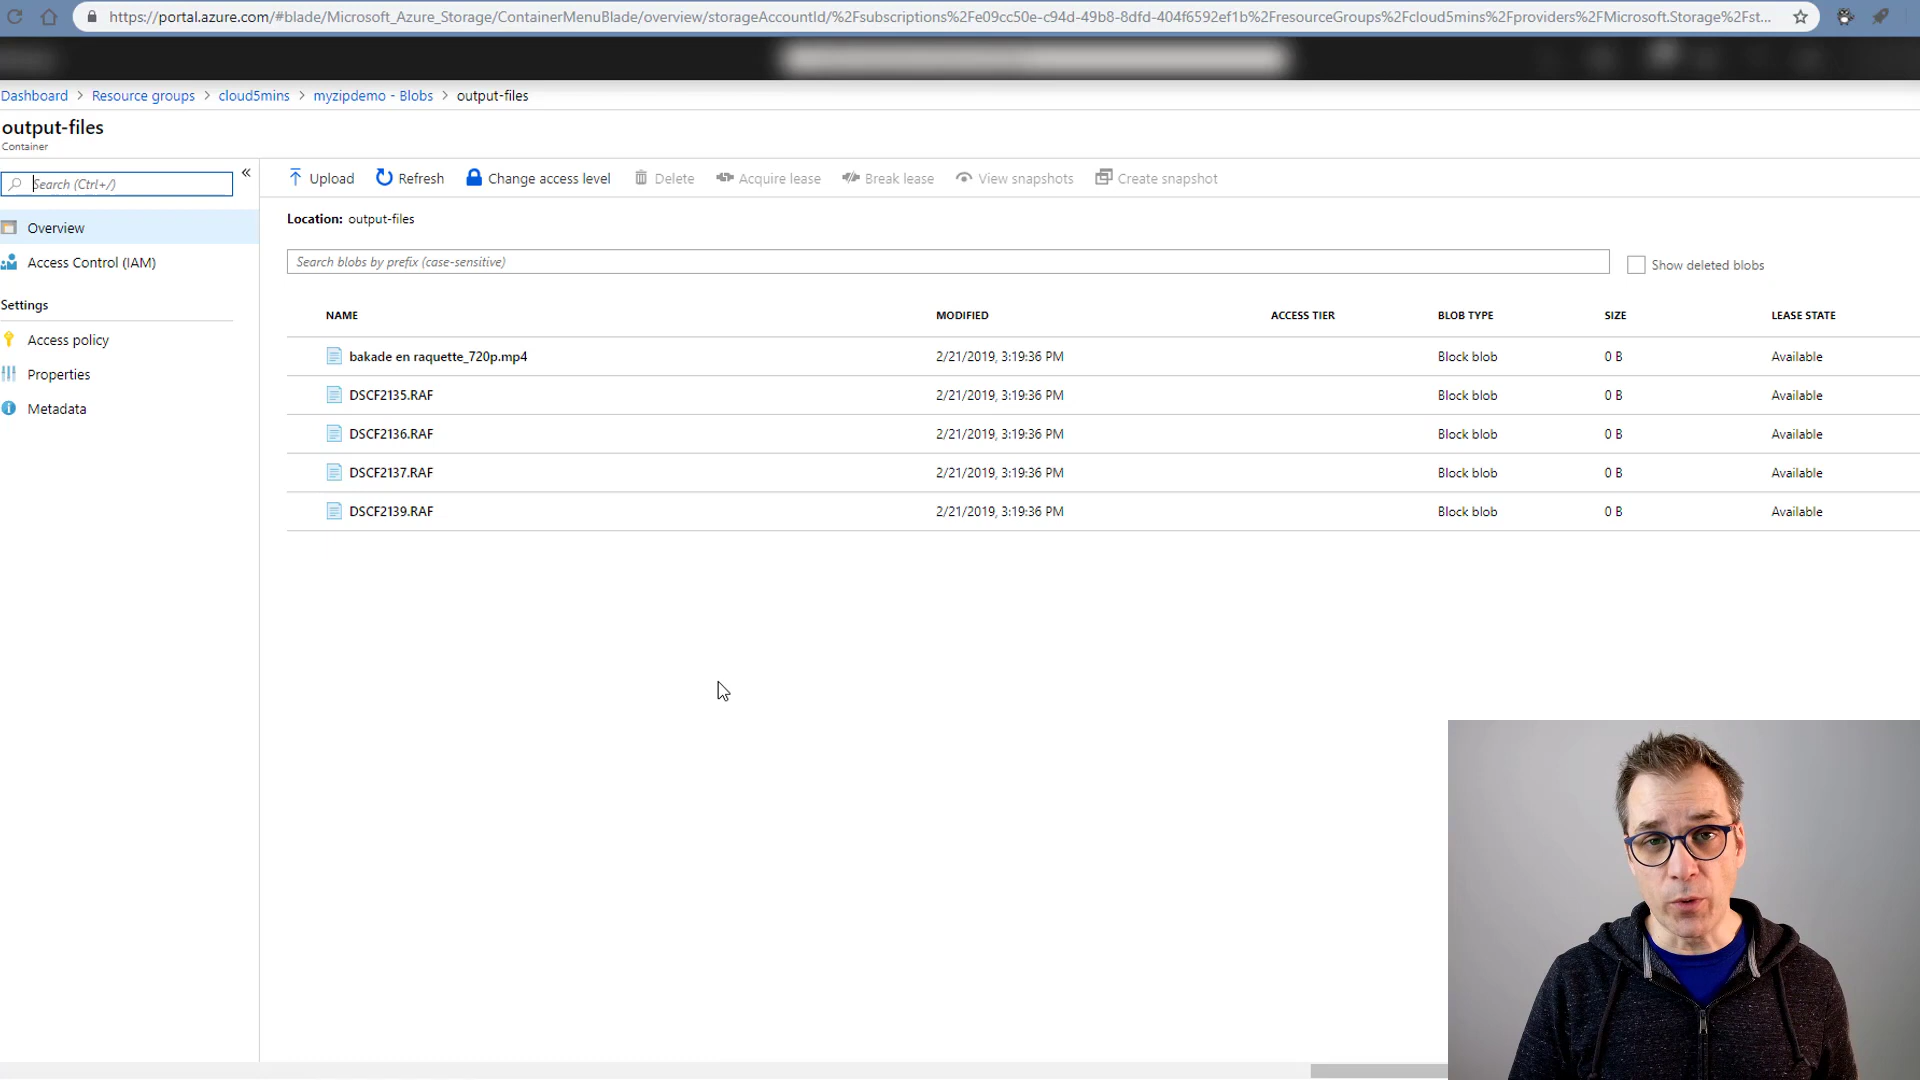 https://portal.azure.com/#blade/Microsoft_Azure_Storage/ContainerMenuBlade/overview/storageAccountId/%2Fsubscriptions%2Fe09cc50e-c94d-49b8-8dfd-404f6592ef1b%2FresourceGroups%2Fcloud5mins%2Fproviders%2FMicrosoft.Storage%2Fst...
Dashboard > Resource groups > cloud5mins > myzipdemo - Blobs > output-files
output-files
Container
Search (Ctrl+/)
«
Overview
Access Control (IAM)
Settings
Access policy
Properties
Metadata
Upload Refresh Change access level Delete Acquire lease Break lease View snapshots Create snapshot
Location: output-files
Search blobs by prefix (case-sensitive)
Show deleted blobs
NAME MODIFIED ACCESS TIER BLOB TYPE SIZE LEASE STATE
bakade en raquette_720p.mp4 2/21/2019, 3:19:36 PM Block blob 0 B Available
DSCF2135.RAF 2/21/2019, 3:19:36 PM Block blob 0 B Available
DSCF2136.RAF 2/21/2019, 3:19:36 PM Block blob 0 B Available
DSCF2137.RAF 2/21/2019, 3:19:36 PM Block blob 0 B Available
DSCF2139.RAF 2/21/2019, 3:19:36 PM Block blob 0 B Available